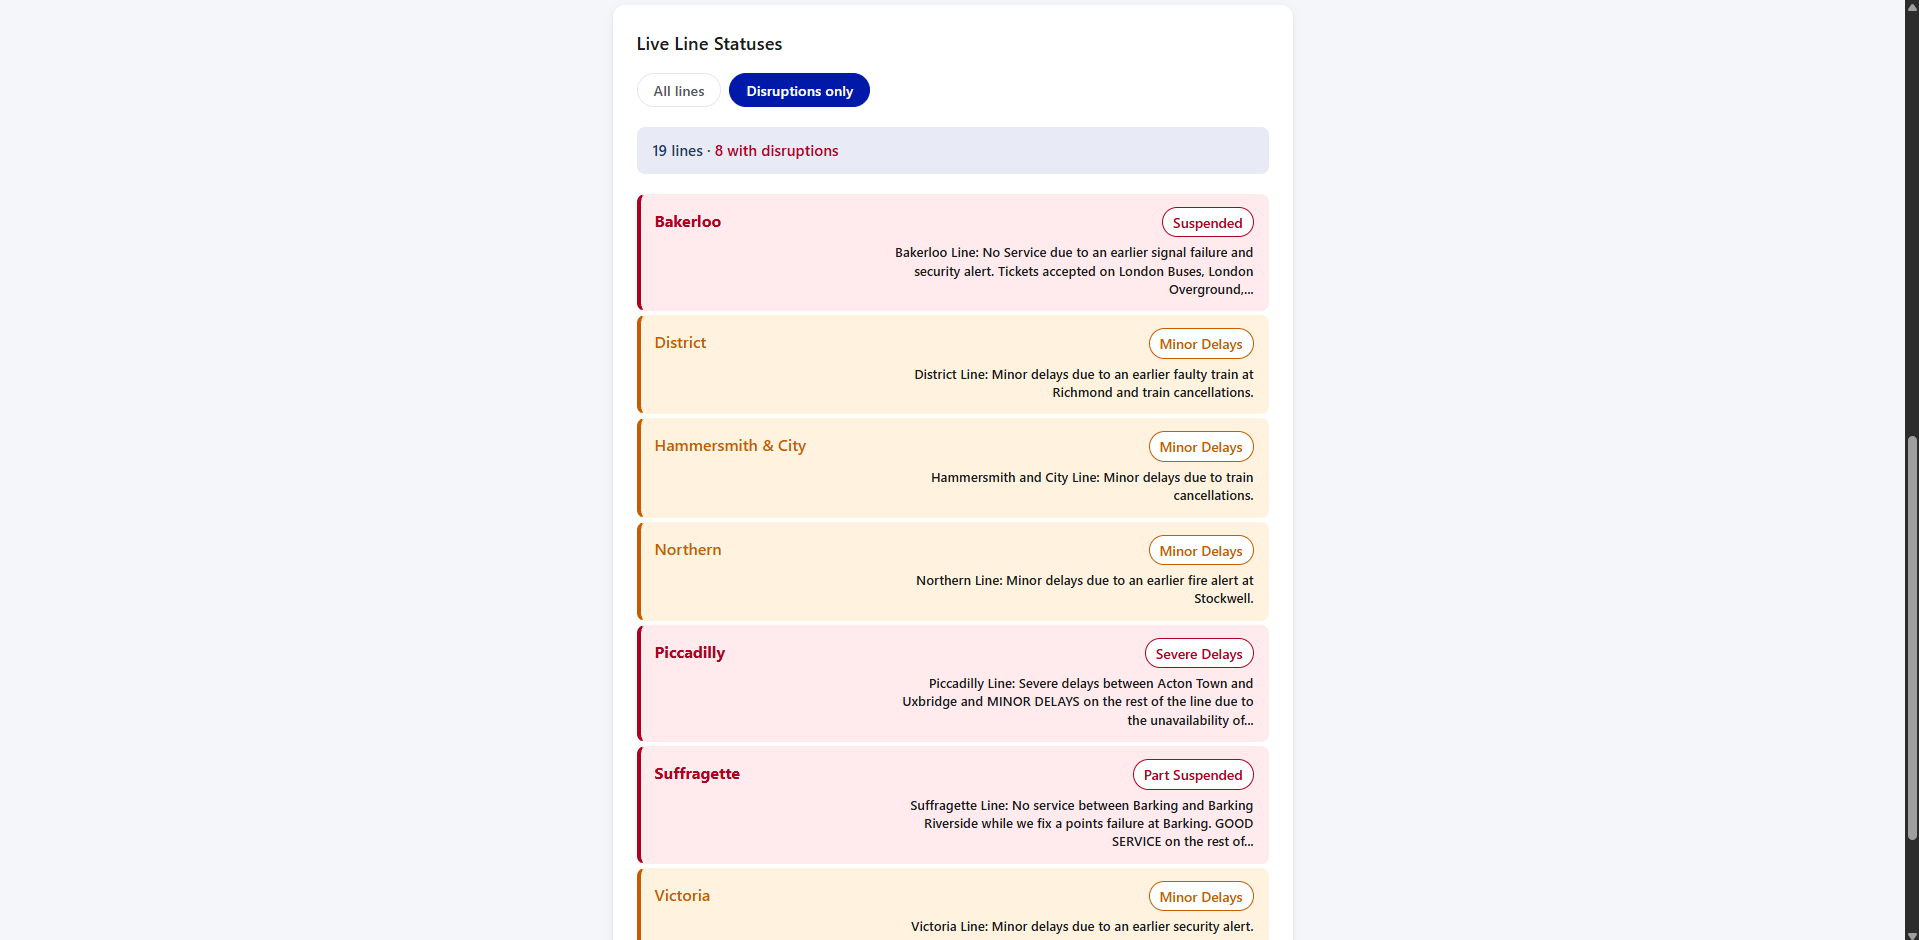 Live Line Statuses
All lines
Disruptions only
19 lines · 8 with disruptions
Bakerloo
Suspended
Bakerloo Line: No Service due to an earlier signal failure and
security alert. Tickets accepted on London Buses, London
Overground,...
District
Minor Delays
District Line: Minor delays due to an earlier faulty train at
Richmond and train cancellations.
Hammersmith & City
Minor Delays
Hammersmith and City Line: Minor delays due to train
cancellations.
Northern
Minor Delays
Northern Line: Minor delays due to an earlier fire alert at
Stockwell.
Piccadilly
Severe Delays
Piccadilly Line: Severe delays between Acton Town and
Uxbridge and MINOR DELAYS on the rest of the line due to
the unavailability of...
Suffragette
Part Suspended
Suffragette Line: No service between Barking and Barking
Riverside while we fix a points failure at Barking. GOOD
SERVICE on the rest of...
Victoria
Minor Delays
Victoria Line: Minor delays due to an earlier security alert.